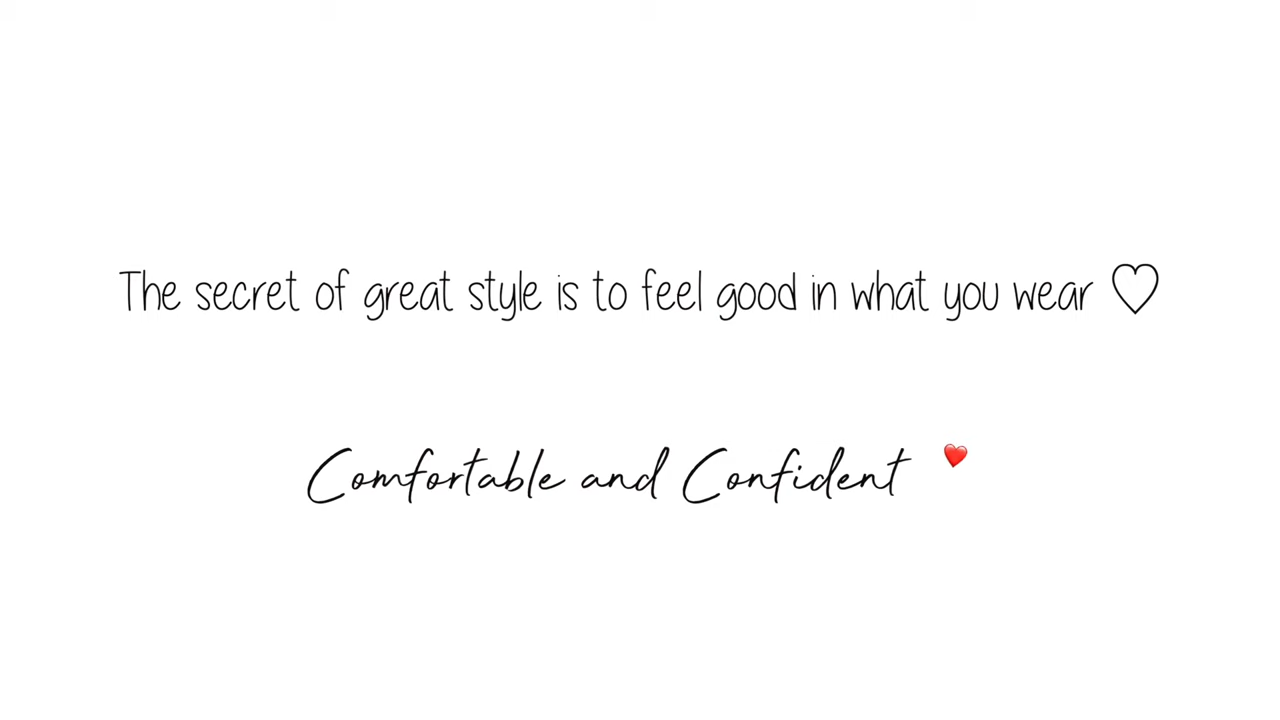 The secret of great style is to feel good in what you wear ♡
Comfortable and Confident ❤️